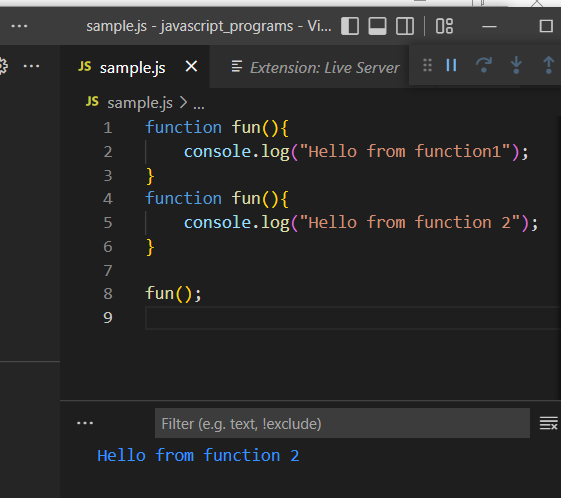 sample.js - javascript_programs - Vi...
JS sample.js
Extension: Live Server
JS sample.js > ...
1 function fun(){
2 console.log("Hello from function1");
3 }
4 function fun(){
5 console.log("Hello from function 2");
6 }
7
8 fun();
9
Filter (e.g. text, !exclude)
Hello from function 2